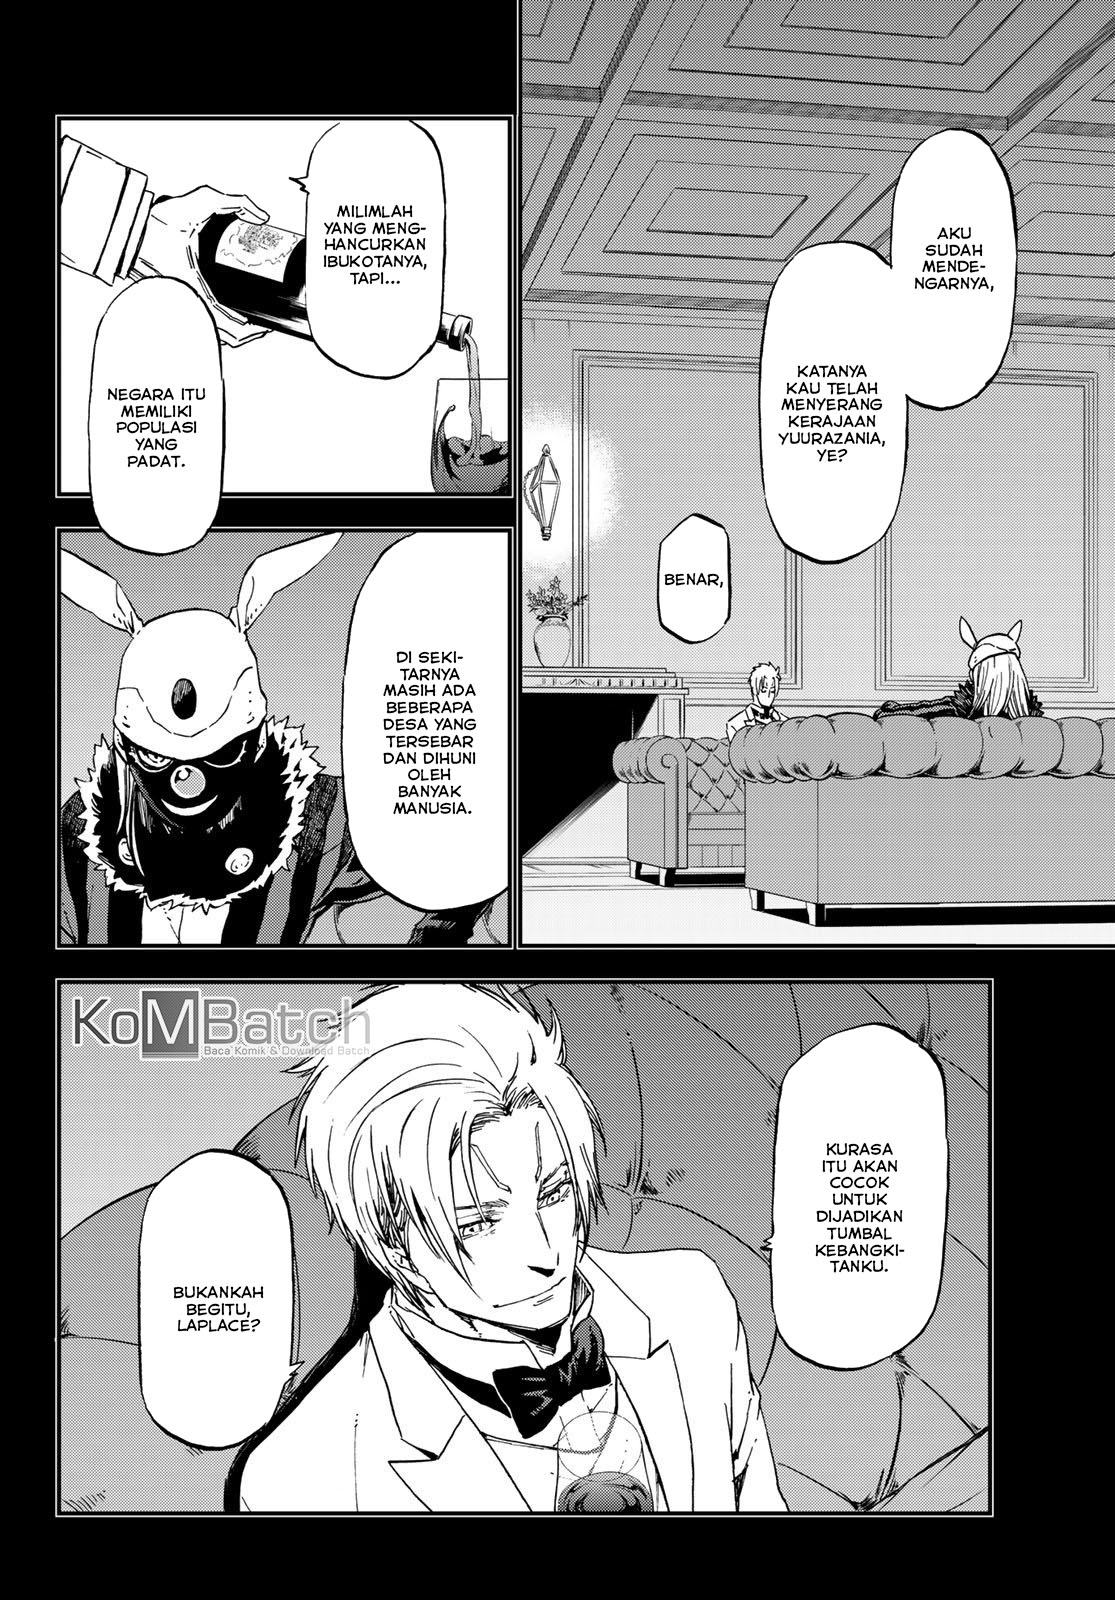 AKU
SUDAH
MENDE-
NGARNYA,
KATANYA
KAU TELAH
MENYERANG
KERAJAAN
YUURAZANIA,
YE?
BENAR,
MILIMLAH
YANG MENG-
HANCURKAN
IBUKOTANYA,
TAPI...
NEGARA ITU
MEMILIKI
POPULASI
YANG
PADAT.
DI SEKI-
TARNYA
MASIH ADA
BEBERAPA
DESA YANG
TERSEBAR
DAN DIHUNI
OLEH
BANYAK
MANUSIA.
KURASA
ITU AKAN
COCOK
UNTUK
DIJADIKAN
TUMBAL
KEBANGKI-
TANKU.
BUKANKAH
BEGITU,
LAPLACE?
KoMBatch
Baca Komik & Download Batch